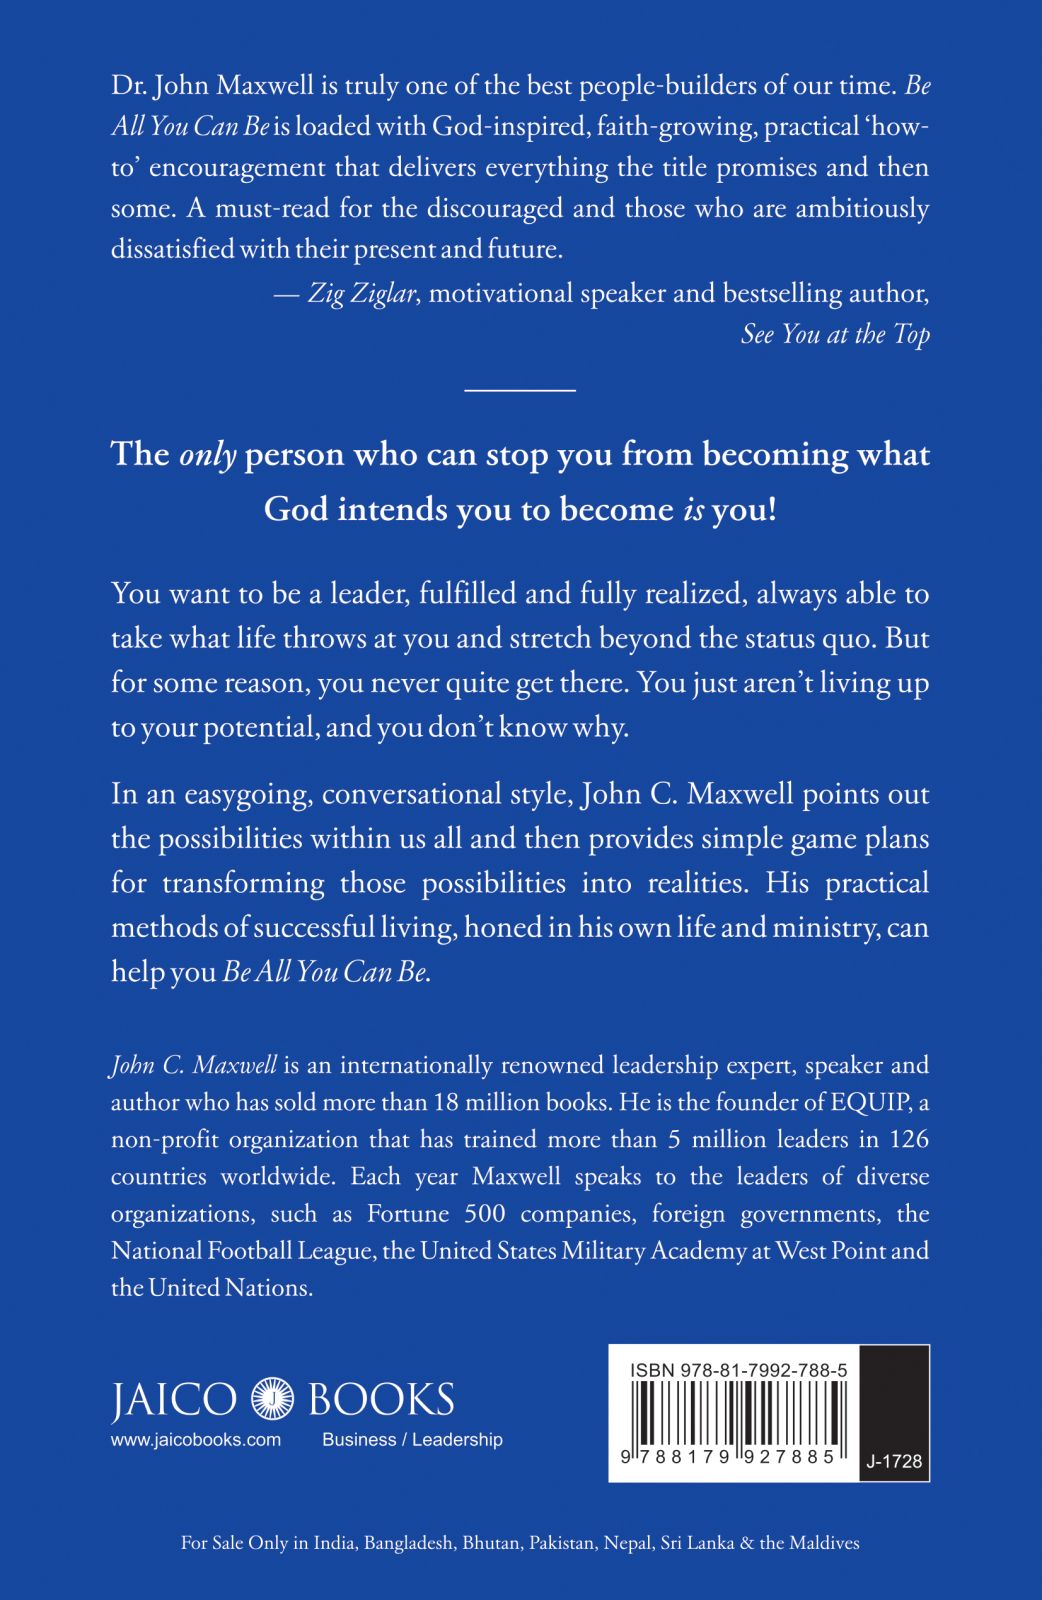 Dr. John Maxwell is truly one of the best people-builders of our time. Be
All You Can Be is loaded with God-inspired, faith-growing, practical ‘how-
to’ encouragement that delivers everything the title promises and then
some. A must-read for the discouraged and those who are ambitiously
dissatisfied with their present and future.
— Zig Ziglar, motivational speaker and bestselling author,
See You at the Top
The only person who can stop you from becoming what
God intends you to become is you!
You want to be a leader, fulfilled and fully realized, always able to
take what life throws at you and stretch beyond the status quo. But
for some reason, you never quite get there. You just aren’t living up
to your potential, and you don’t know why.
In an easygoing, conversational style, John C. Maxwell points out
the possibilities within us all and then provides simple game plans
for transforming those possibilities into realities. His practical
methods of successful living, honed in his own life and ministry, can
help you Be All You Can Be.
John C. Maxwell is an internationally renowned leadership expert, speaker and
author who has sold more than 18 million books. He is the founder of EQUIP, a
non-profit organization that has trained more than 5 million leaders in 126
countries worldwide. Each year Maxwell speaks to the leaders of diverse
organizations, such as Fortune 500 companies, foreign governments, the
National Football League, the United States Military Academy at West Point and
the United Nations.
JAICO J BOOKS
www.jaicobooks.com Business / Leadership
ISBN 978-81-7992-788-5
9 788179 927885
J-1728
For Sale Only in India, Bangladesh, Bhutan, Pakistan, Nepal, Sri Lanka & the Maldives